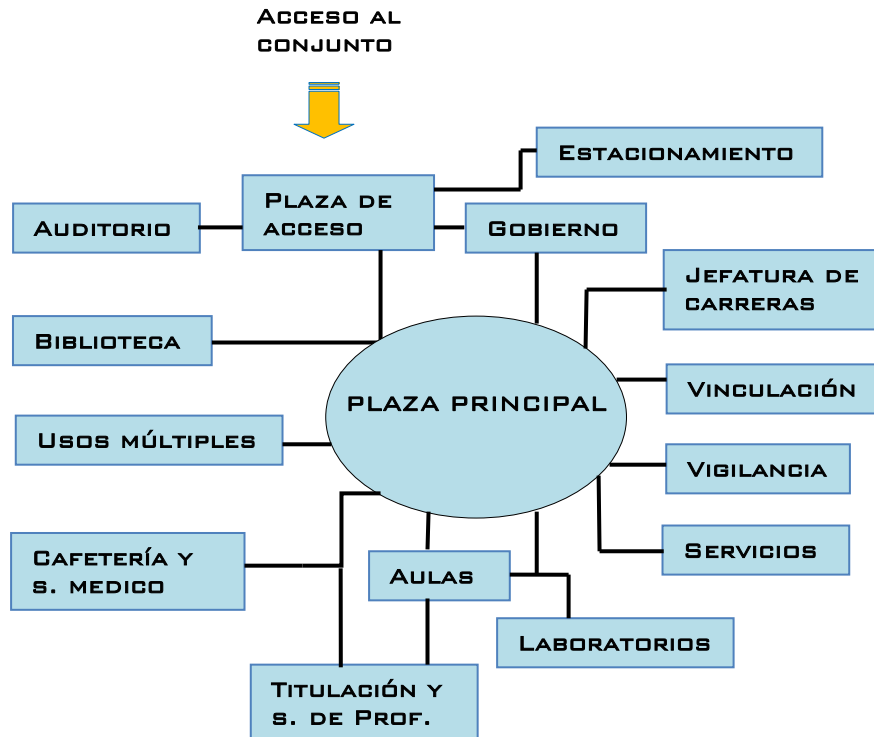 Acceso al
conjunto
Estacionamiento
Plaza de
acceso
Auditorio
Gobierno
Jefatura de
carreras
Biblioteca
Vinculación
PLAZA PRINCIPAL
Usos múltiples
Vigilancia
Cafetería y
s. medico
Aulas
Servicios
Laboratorios
Titulación y
s. de Prof.